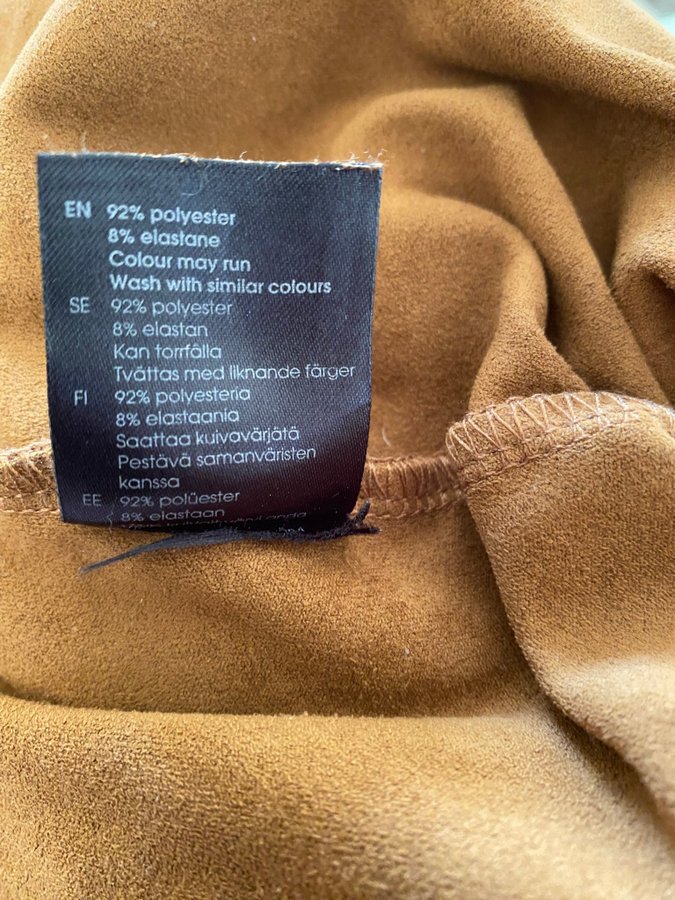 EN 92% polyester
8% elastane
Colour may run
Wash with similar colours
SE 92% polyester
8% elastan
Kan torrfälla
Tvättas med liknande färger
FI 92% polyesteria
8% elastaania
Saattaa kuivavärjätä
Pestävä samanväristen
kanssa
EE 92% polüester
8% elastaan